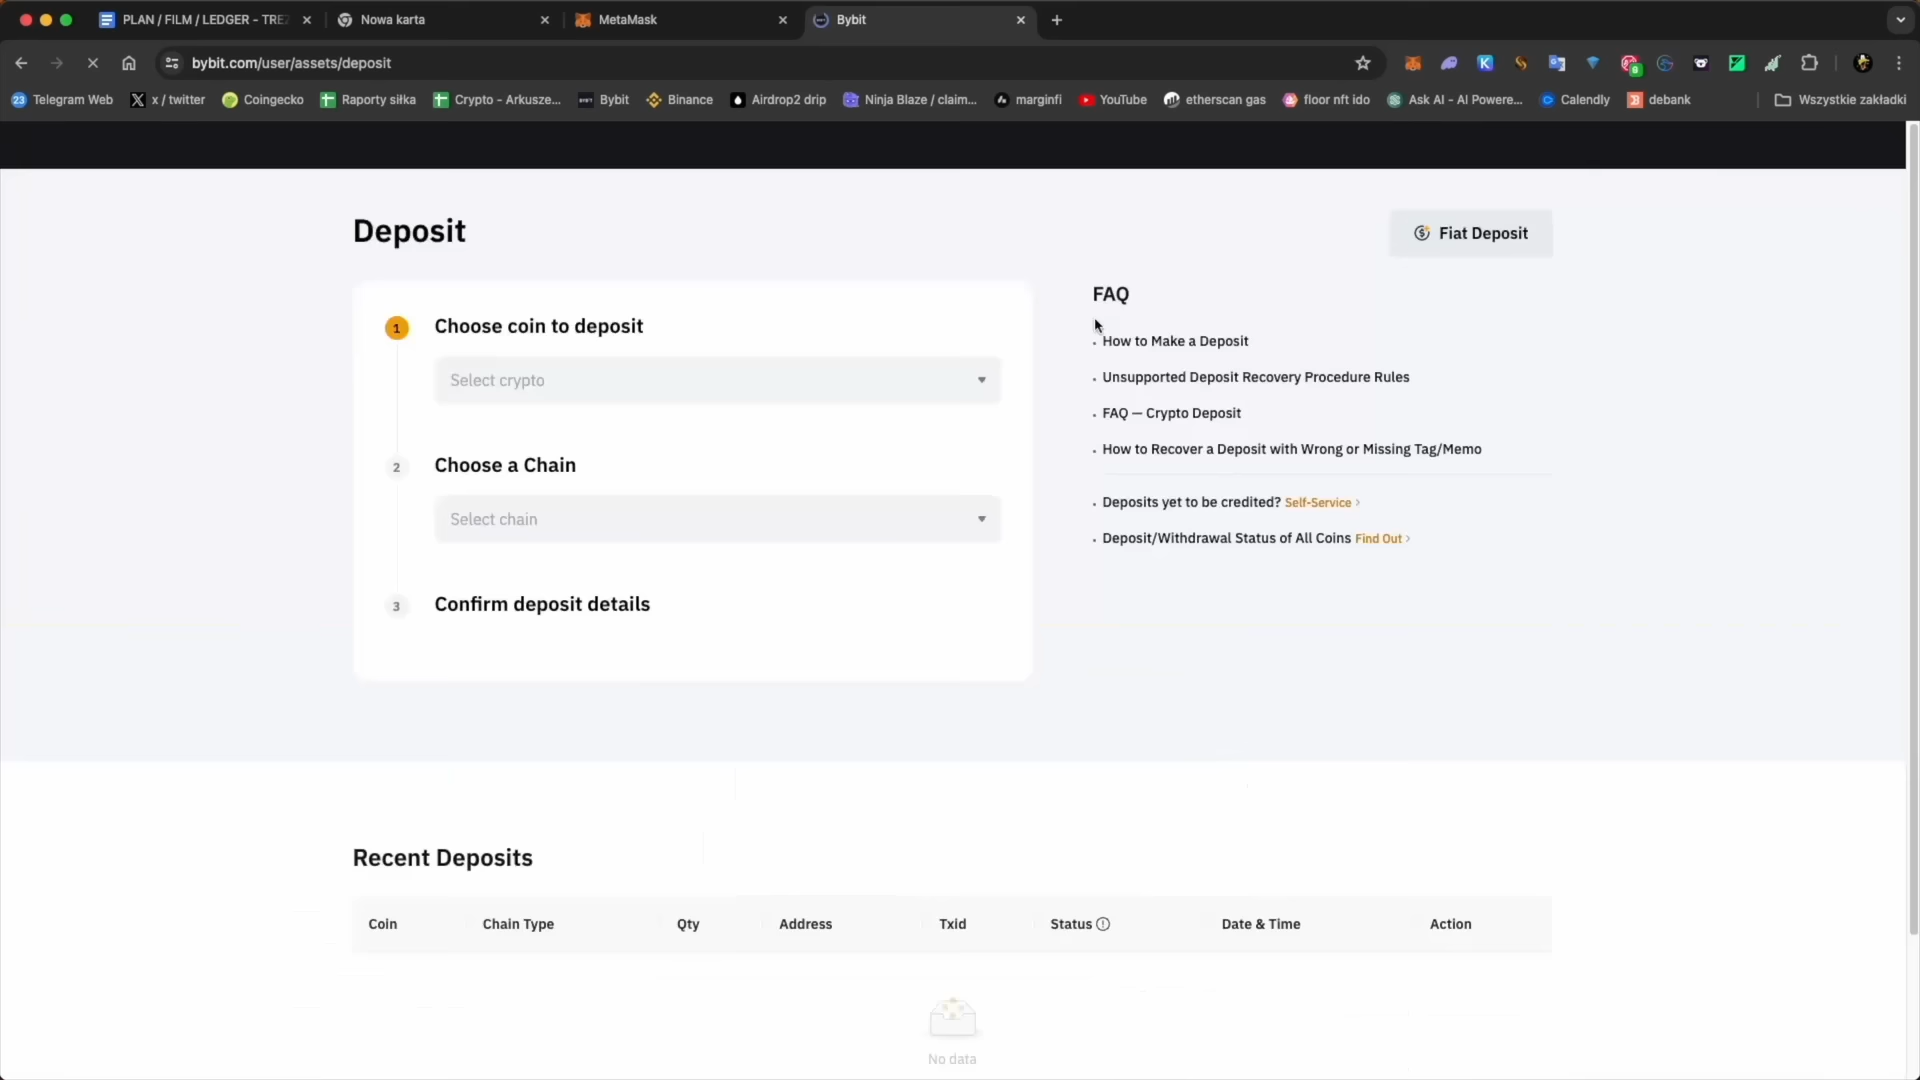 PLAN / FILM / LEDGER - TREZ
Nowa karta
MetaMask
Bybit
bybit.com/user/assets/deposit
Telegram Web
x / twitter
Coingecko
Raporty siłka
Crypto - Arkusze...
Bybit
Binance
Airdrop2 drip
Ninja Blaze / claim...
marginfi
YouTube
etherscan gas
floor nft ido
Ask AI - AI Powere...
Calendly
debank
Wszystkie zakładki
Deposit
Fiat Deposit
1
Choose coin to deposit
Select crypto
2
Choose a Chain
Select chain
3
Confirm deposit details
FAQ
How to Make a Deposit
Unsupported Deposit Recovery Procedure Rules
FAQ — Crypto Deposit
How to Recover a Deposit with Wrong or Missing Tag/Memo
Deposits yet to be credited? Self-Service >
Deposit/Withdrawal Status of All Coins Find Out >
Recent Deposits
Coin Chain Type Qty Address Txid Status Date & Time Action
No data